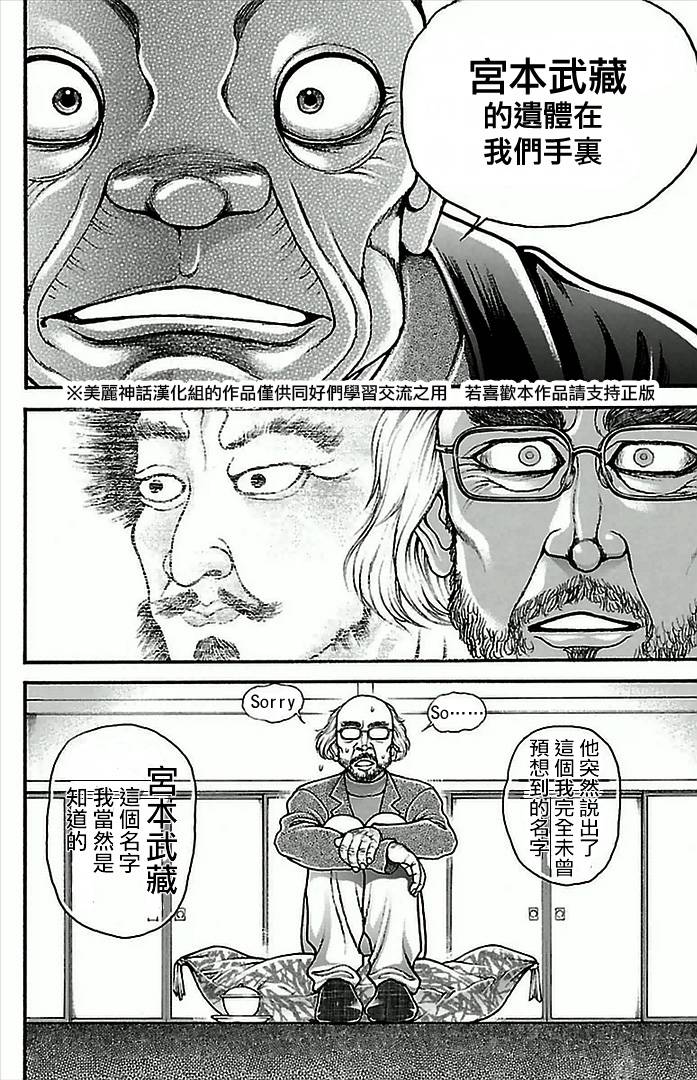 宮本武藏
的遺體在
我們手裏
※美麗神話漢化組的作品僅供同好們學習交流之用 若喜歡本作品請支持正版
So……
Sorry
他突然説出了
這個我完全未曾
預想到的名字
宮本武藏
這個名字
我當然是
知道的